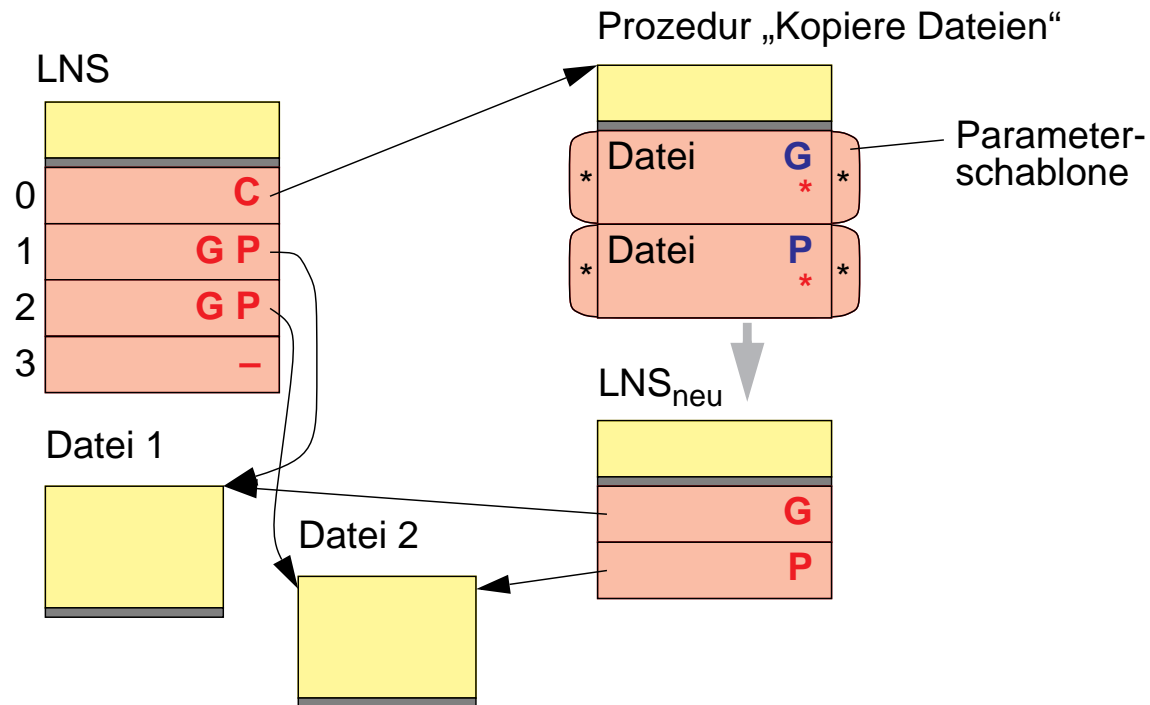 Prozedur „Kopiere Dateien“
LNS
Parameter-
schablone
Datei G
* * *
Datei P
* * *
0 C
1 G P
2 G P
3 –
LNSneu
G
P
Datei 1
Datei 2